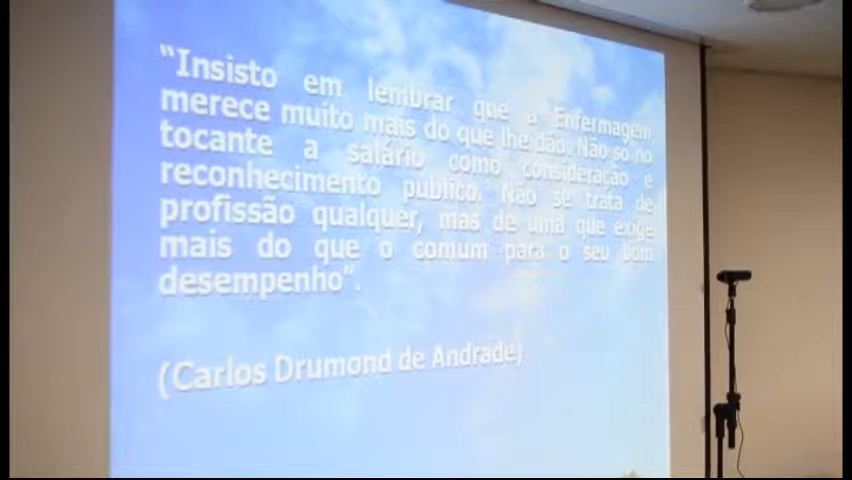 “Insisto em lembrar que a Enfermagem
merece muito mais do que lhe dão. Não só no
tocante a salário como consideração e
reconhecimento público. Não se trata de
profissão qualquer, mas de uma que exige
mais do que o comum para o seu bom
desempenho”.
(Carlos Drumond de Andrade)